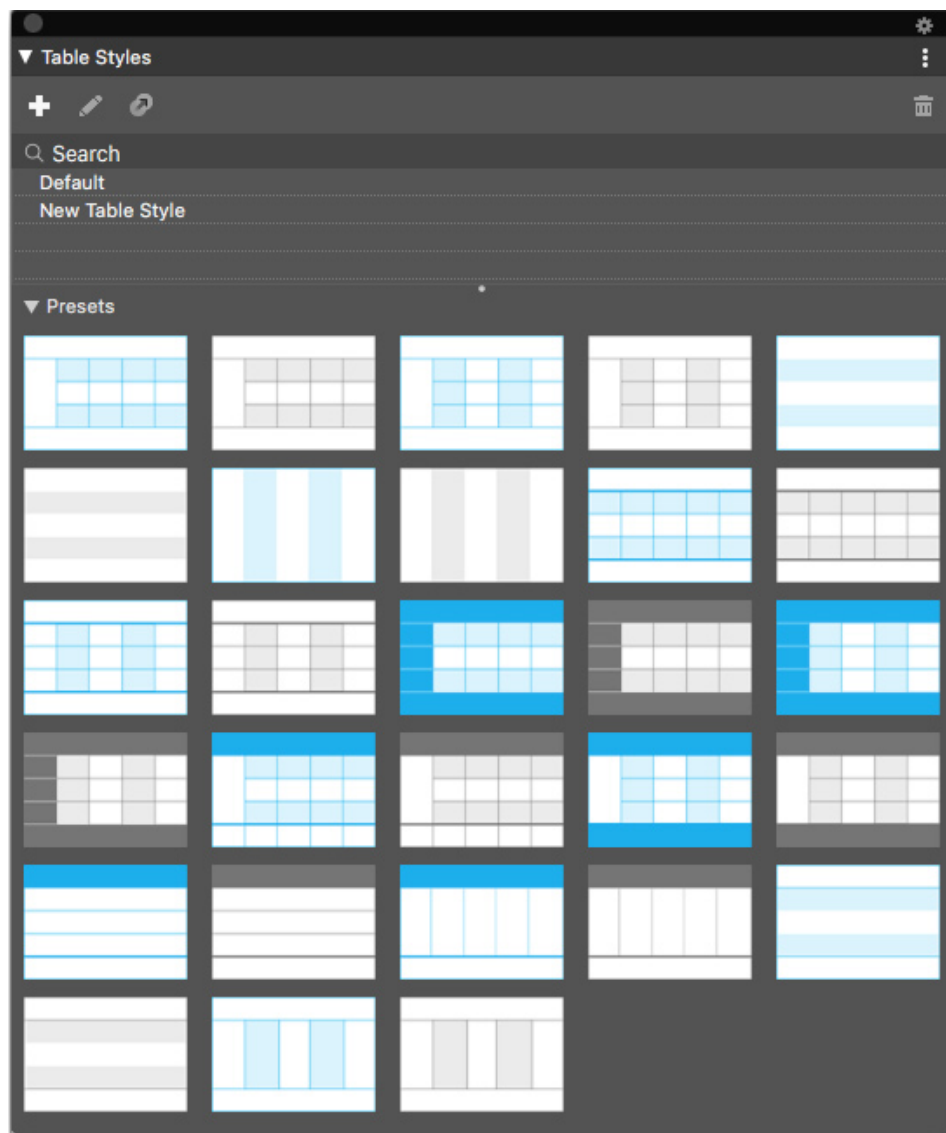 Table Styles
Search
Default
New Table Style
Presets